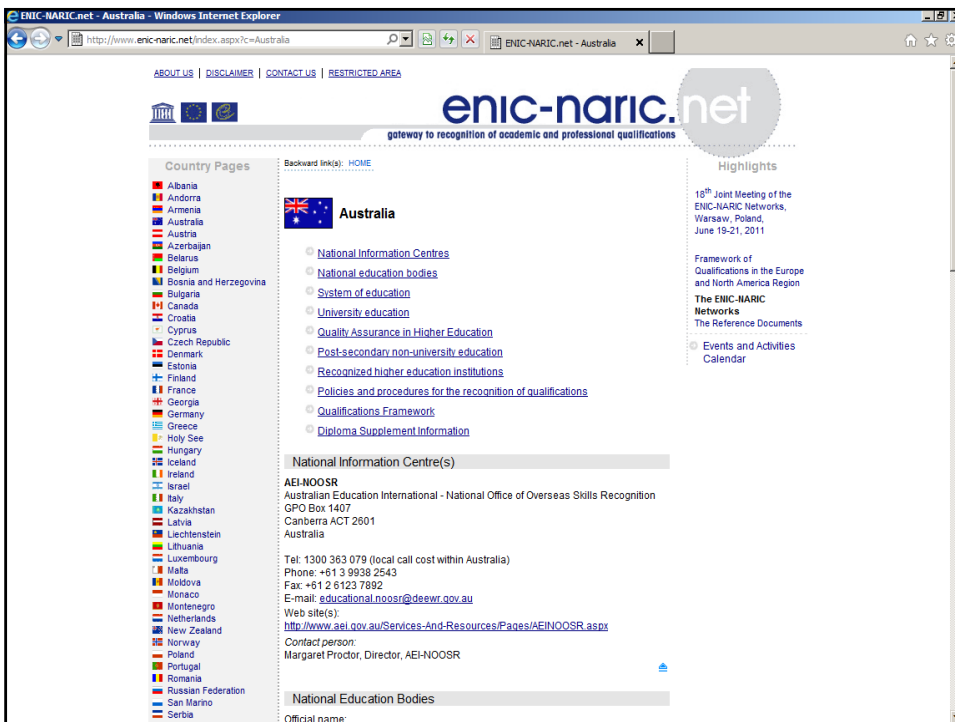 ENIC-NARIC.net - Australia - Windows Internet Explorer
http://www.enic-naric.net/index.aspx?c=Australia
ENIC-NARIC.net - Australia
ABOUT US | DISCLAIMER | CONTACT US | RESTRICTED AREA
enic-naric.net
gateway to recognition of academic and professional qualifications
Country Pages
Albania
Andorra
Armenia
Australia
Austria
Azerbaijan
Belarus
Belgium
Bosnia and Herzegovina
Bulgaria
Canada
Croatia
Cyprus
Czech Republic
Denmark
Estonia
Finland
France
Georgia
Germany
Greece
Holy See
Hungary
Iceland
Ireland
Israel
Italy
Kazakhstan
Latvia
Liechtenstein
Lithuania
Luxembourg
Malta
Moldova
Monaco
Montenegro
Netherlands
New Zealand
Norway
Poland
Portugal
Romania
Russian Federation
San Marino
Serbia
Backward link(s): HOME
Australia
National Information Centres
National education bodies
System of education
University education
Quality Assurance in Higher Education
Post-secondary non-university education
Recognized higher education institutions
Policies and procedures for the recognition of qualifications
Qualifications Framework
Diploma Supplement Information
National Information Centre(s)
AEI-NOOSR
Australian Education International - National Office of Overseas Skills Recognition
GPO Box 1407
Canberra ACT 2601
Australia
Tel: 1300 363 079 (local call cost within Australia)
Phone: +61 3 9938 2543
Fax: +61 2 6123 7892
E-mail: educational.noosr@deewr.gov.au
Web site(s):
http://www.aei.gov.au/Services-And-Resources/Pages/AEINOOSR.aspx
Contact person:
Margaret Proctor, Director, AEI-NOOSR
National Education Bodies
Official name:
Highlights
18th Joint Meeting of the
ENIC-NARIC Networks,
Warsaw, Poland,
June 19-21, 2011
Framework of
Qualifications in the Europe
and North America Region
The ENIC-NARIC
Networks
The Reference Documents
Events and Activities
Calendar